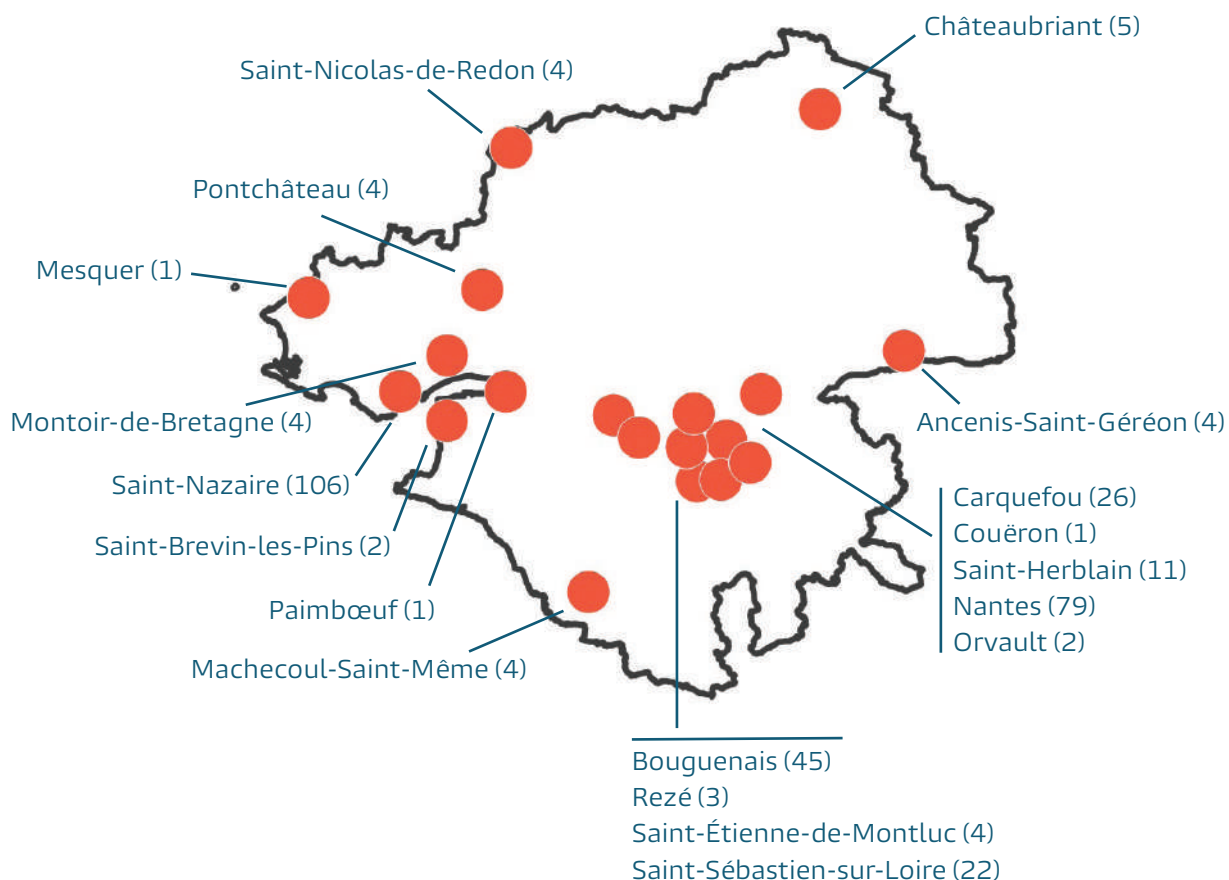 Châteaubriant (5)
Saint-Nicolas-de-Redon (4)
Pontchâteau (4)
Mesquer (1)
Montoir-de-Bretagne (4)
Ancenis-Saint-Géréon (4)
Saint-Nazaire (106)
Saint-Brevin-les-Pins (2)
Paimbœuf (1)
Machecoul-Saint-Même (4)
Carquefou (26)
Couëron (1)
Saint-Herblain (11)
Nantes (79)
Orvault (2)
Bouguenais (45)
Rezé (3)
Saint-Étienne-de-Montluc (4)
Saint-Sébastien-sur-Loire (22)